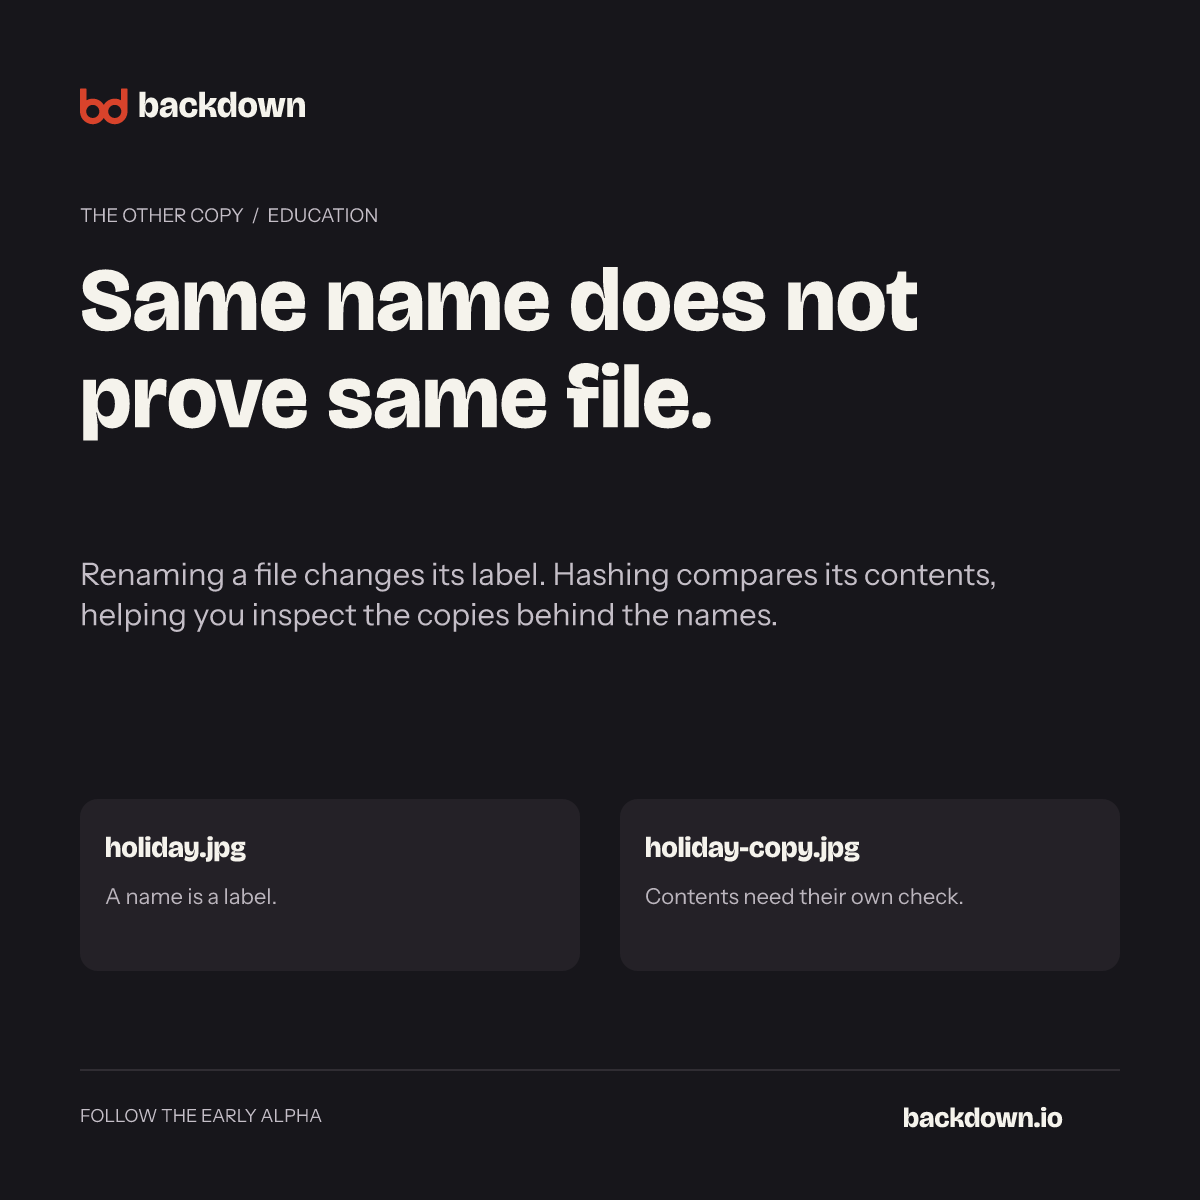 backdown
THE OTHER COPY / EDUCATION
Same name does not
prove same file.
Renaming a file changes its label. Hashing compares its contents,
helping you inspect the copies behind the names.
holiday.jpg
A name is a label.
holiday-copy.jpg
Contents need their own check.
FOLLOW THE EARLY ALPHA
backdown.io